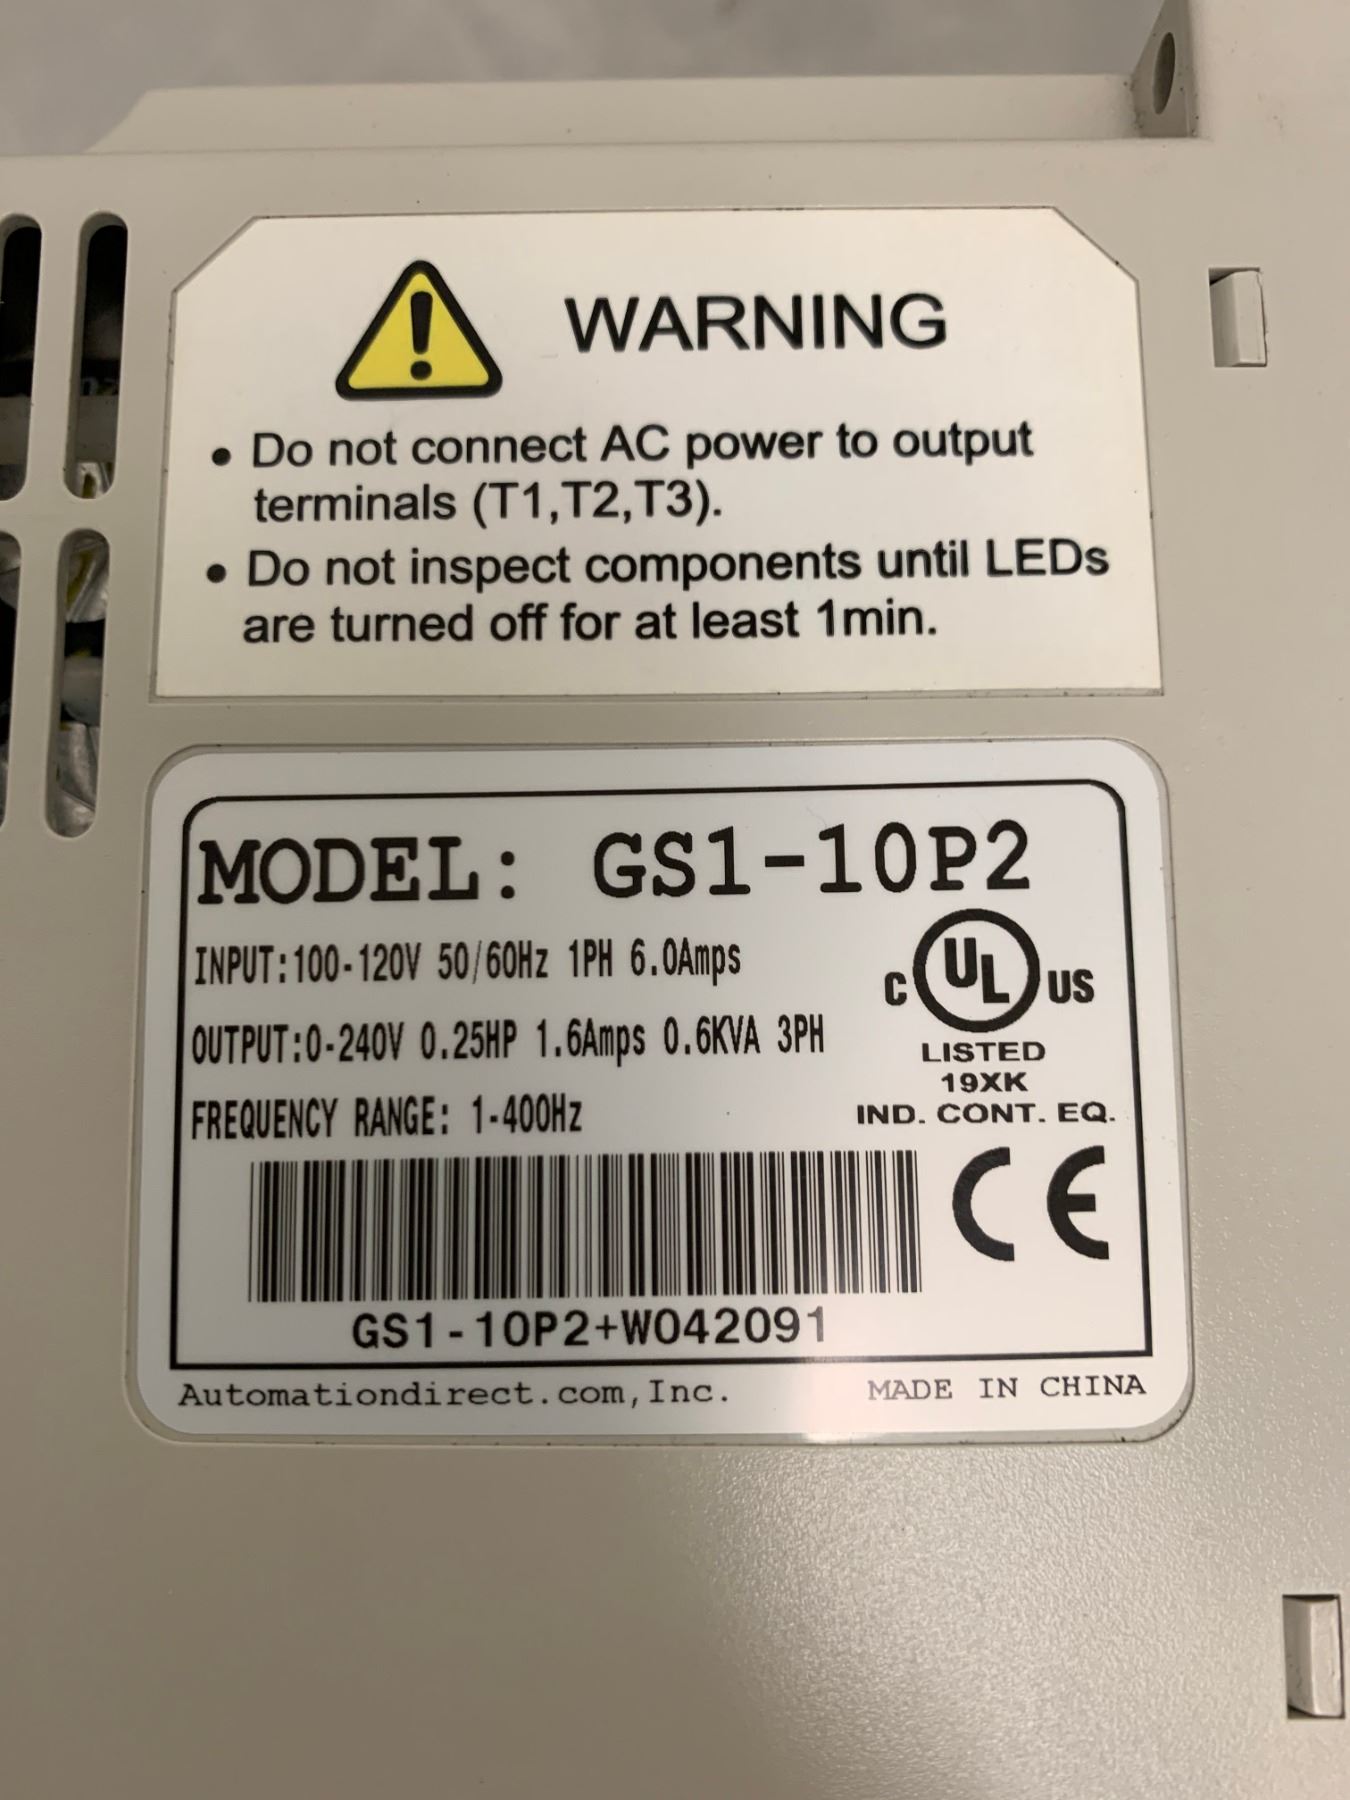 WARNING
• Do not connect AC power to output
terminals (T1,T2,T3).
• Do not inspect components until LEDs
are turned off for at least 1min.
MODEL: GS1-10P2
INPUT:100-120V 50/60Hz 1PH 6.0Amps
OUTPUT:0-240V 0.25HP 1.6Amps 0.6KVA 3PH
FREQUENCY RANGE: 1-400Hz
C UL US
LISTED
19XK
IND. CONT. EQ.
CE
GS1-10P2+W042091
Automationdirect.com,Inc. MADE IN CHINA